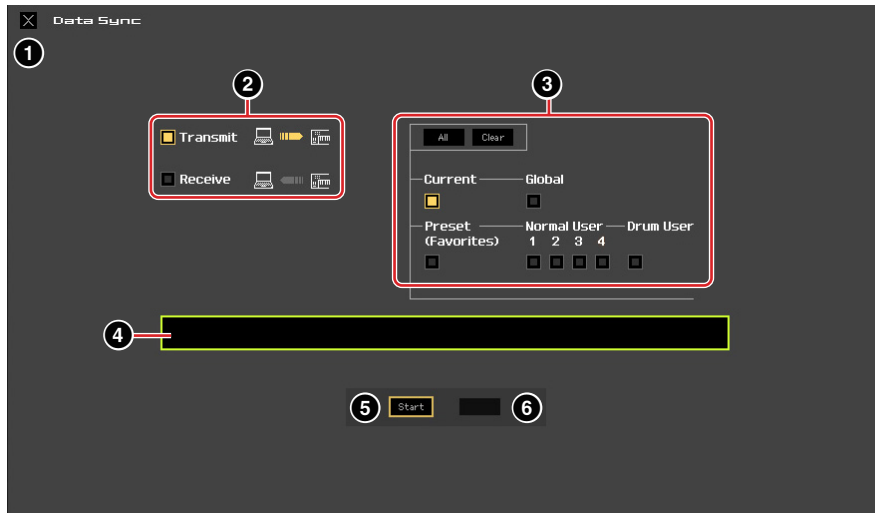 Data Sync
1
2
3
Transmit
All Clear
Receive
Current Global
Preset Normal User Drum User
(Favorites) 1 2 3 4
4
5 Start 6